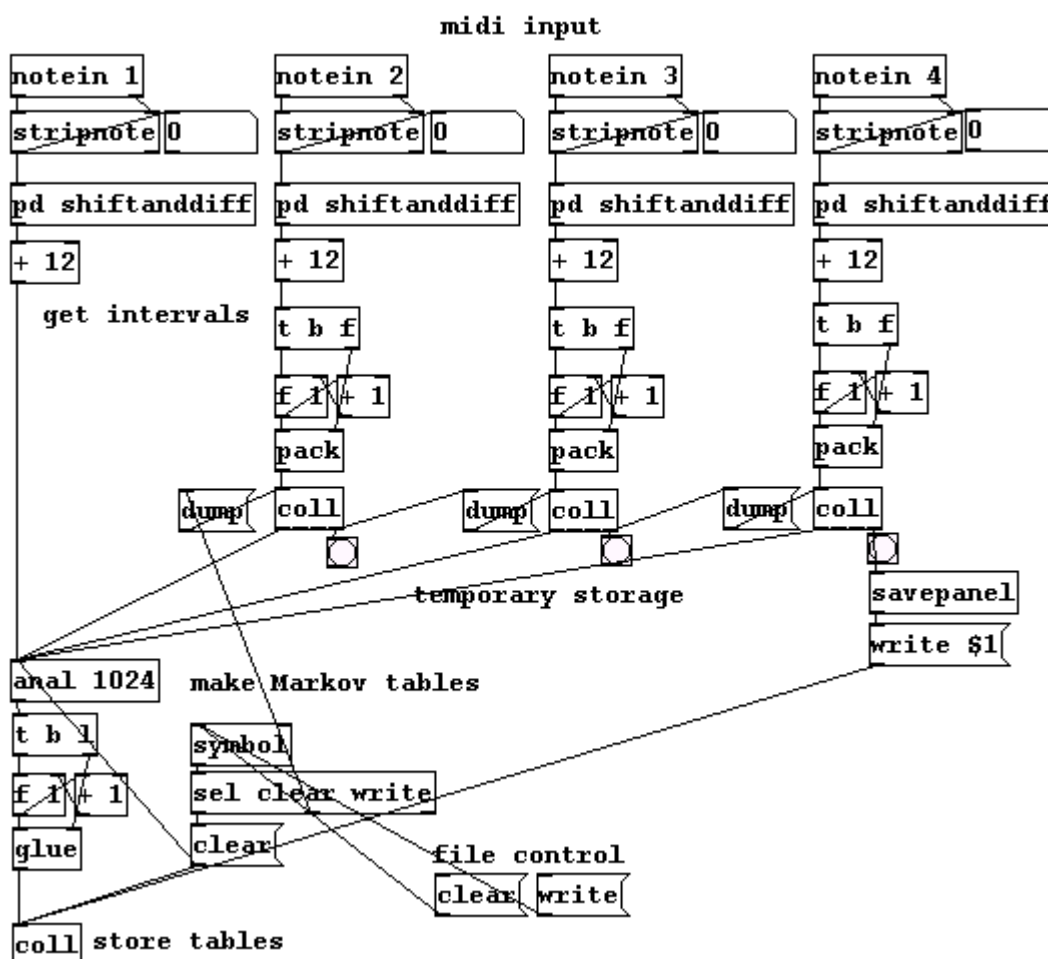 midi input
notein 1 notein 2 notein 3 notein 4
stripnote 0 stripnote 0 stripnote 0 stripnote 0
pd shiftanddiff pd shiftanddiff pd shiftanddiff pd shiftanddiff
+ 12 + 12 + 12 + 12
get intervals t b f t b f t b f
f 1 + 1 f 1 + 1 f 1 + 1
pack pack pack
dump coll dump coll dump coll
temporary storage savepanel
write $1
anal 1024 make Markov tables
t b l symbol
f 1 + 1 sel clear write
glue clear file control
clear write
coll store tables